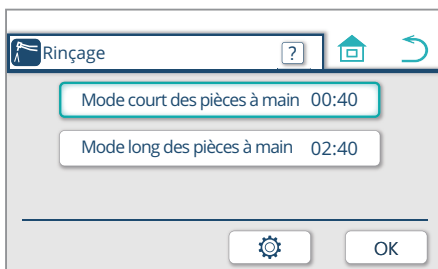 Rinçage ?
Mode court des pièces à main 00:40
Mode long des pièces à main 02:40
OK